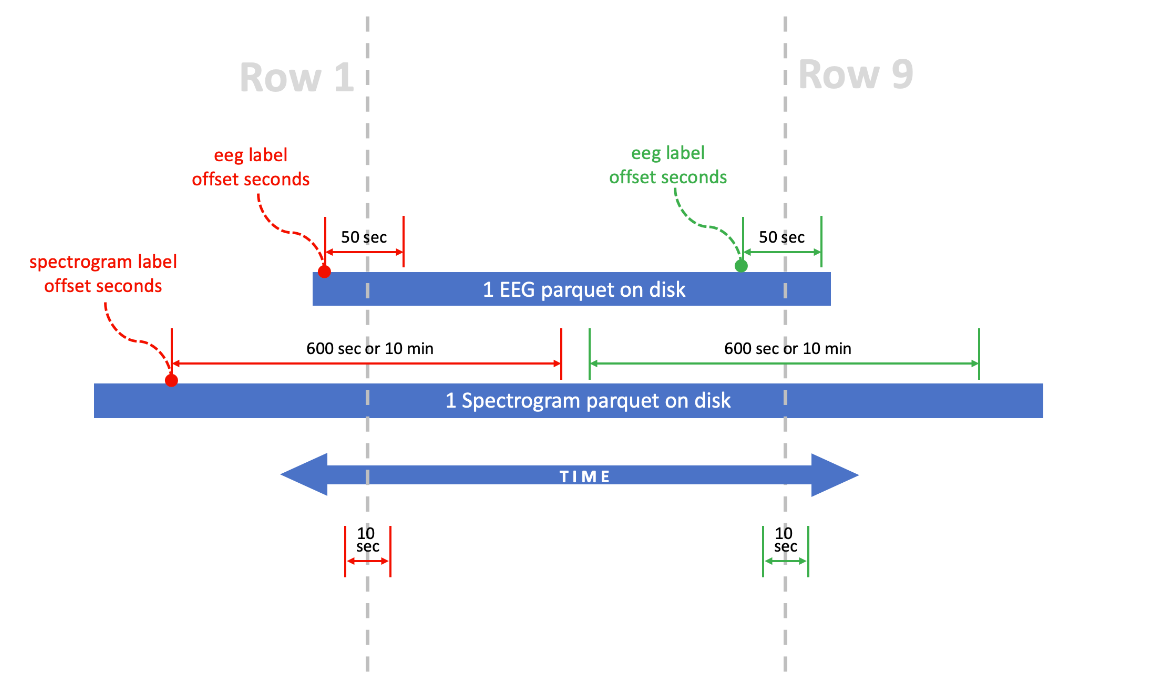 Row 1
Row 9
eeg label
offset seconds
eeg label
offset seconds
50 sec
50 sec
spectrogram label
offset seconds
1 EEG parquet on disk
600 sec or 10 min
600 sec or 10 min
1 Spectrogram parquet on disk
TIME
10
sec
10
sec